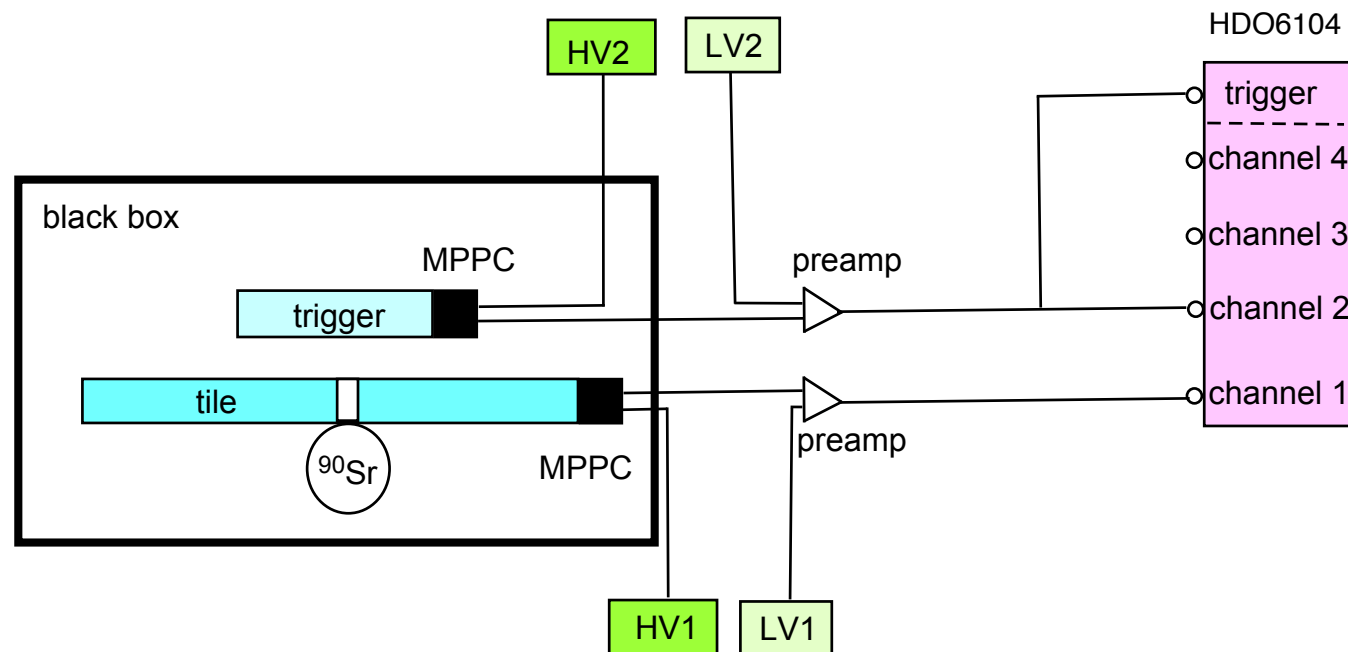 HDO6104
HV2
LV2
trigger
channel 4
black box
channel 3
MPPC
preamp
trigger
channel 2
tile
channel 1
preamp
⁹⁰Sr
MPPC
HV1
LV1